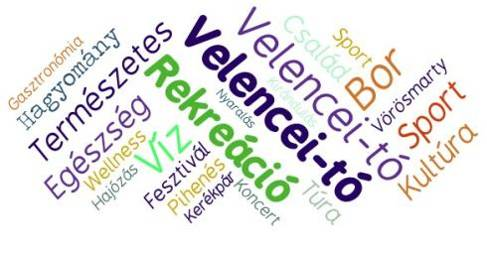 Gasztronómia
Hagyomány
Természetes
Egészség
Wellness
Hajózás
Víz
Fesztivál
Pihenés
Kerékpár
Rekreáció
Velencei-tó
Nyaralás
Koncert
Túra
Kirándulás
Velencei-tó
Család
Sport
Bor
Vörösmarty
Sport
Kultúra